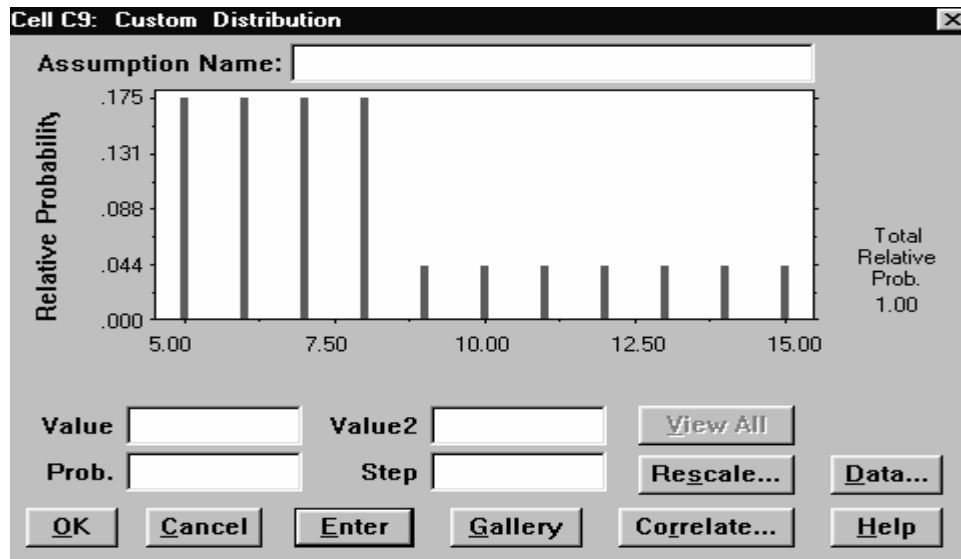 Cell C9: Custom Distribution
Assumption Name:
Relative Probability
.175
.131
.088
.044
.000
5.00 7.50 10.00 12.50 15.00
Total
Relative
Prob.
1.00
Value Value2 View All
Prob. Step Rescale... Data...
OK Cancel Enter Gallery Correlate... Help